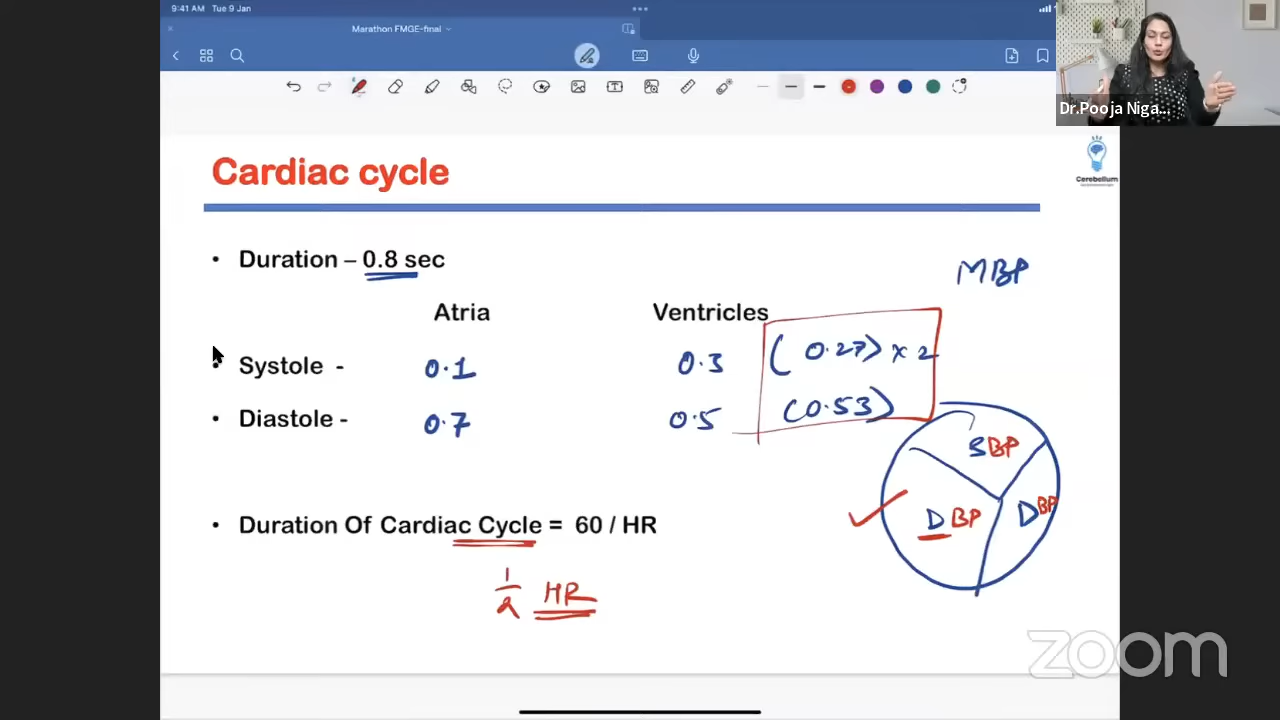 9:41 AM Tue 9 Jan
Marathon FMGE-final
Dr.Pooja Niga...
Cerebellum
Cardiac cycle
• Duration – 0.8 sec
MBP
Atria Ventricles
• Systole - 0.1 0.3 (0.27) x 2
• Diastole - 0.7 0.5 (0.53)
SBP
DBP DBP
• Duration Of Cardiac Cycle = 60 / HR
1/2 HR
zoom